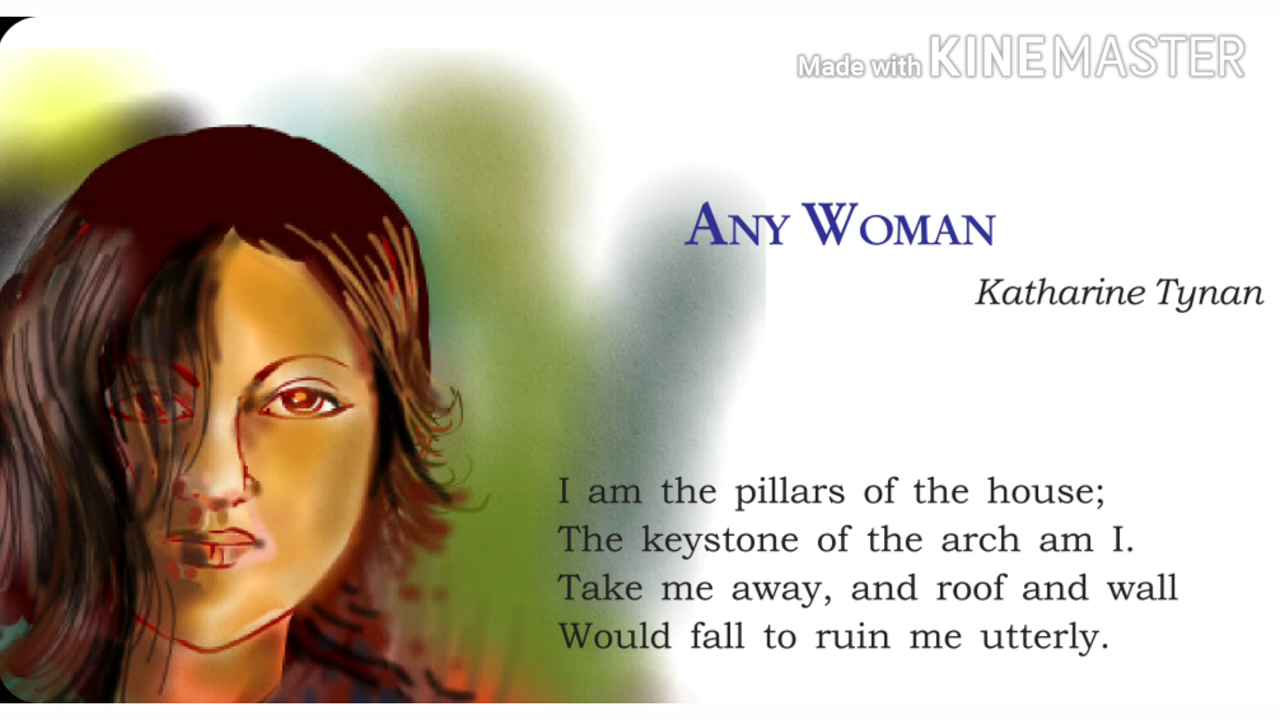 Made with KINEMASTER
ANY WOMAN
Katharine Tynan
I am the pillars of the house;
The keystone of the arch am I.
Take me away, and roof and wall
Would fall to ruin me utterly.